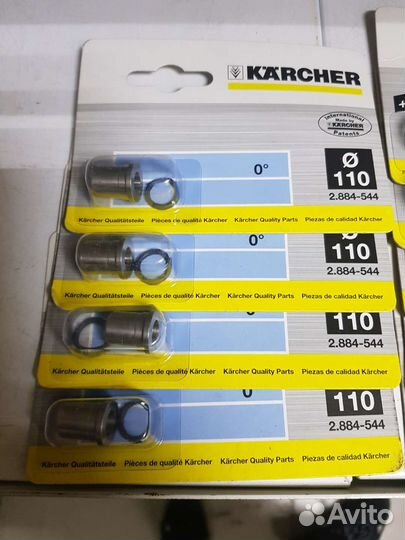 KÄRCHER
International
Made by
KÄRCHER
Patents
0°
Ø
110
2.884-544
Kärcher Qualitätsteile Pièces de qualité Kärcher Kärcher Quality Parts Piezas de calidad Kärcher
0°
Ø
110
2.884-544
Kärcher Qualitätsteile Pièces de qualité Kärcher Kärcher Quality Parts Piezas de calidad Kärcher
110
2.884-544
Kärcher Qualitätsteile Pièces de qualité Kärcher Kärcher Quality Parts Piezas de calidad Kärcher
0
110
2.884-544
Kärcher Qualitätsteile Pièces de qualité Kärcher Kärcher Quality Parts Piezas de calidad Kärcher
Avito